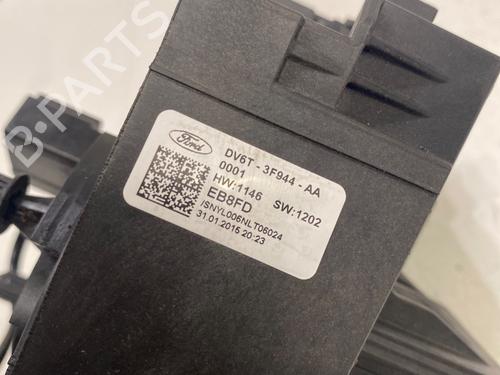 B-PARTS
Ford
DV6T - 3F944 - AA
0001
HW:1146 SW:1202
EB8FD
/SNYL006NLT06024
31.01.2015 20:23